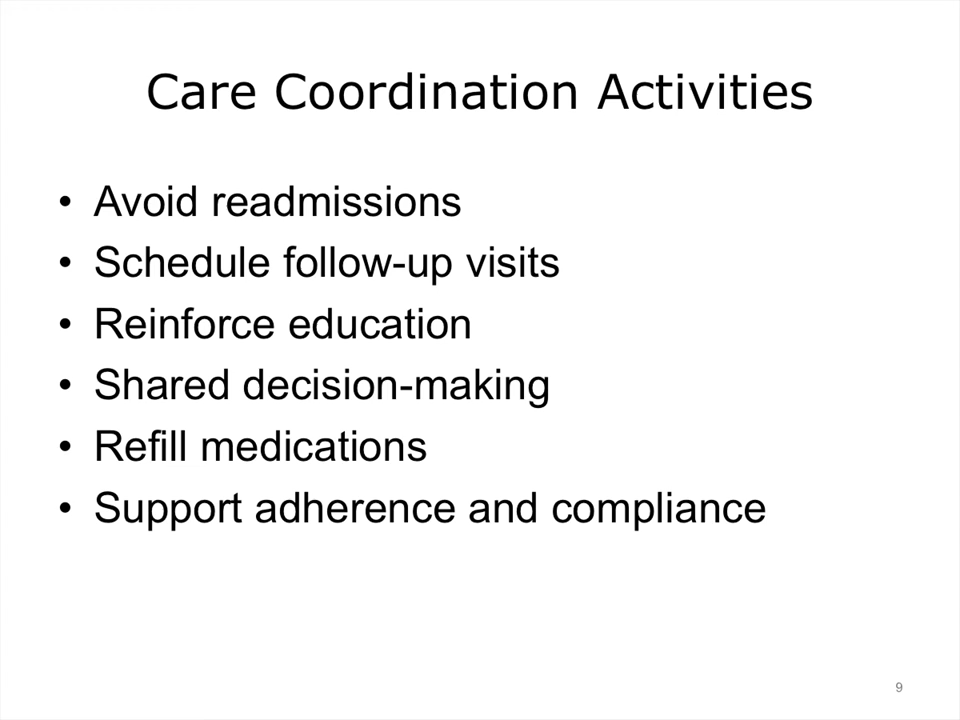 Care Coordination Activities
• Avoid readmissions
• Schedule follow-up visits
• Reinforce education
• Shared decision-making
• Refill medications
• Support adherence and compliance
9